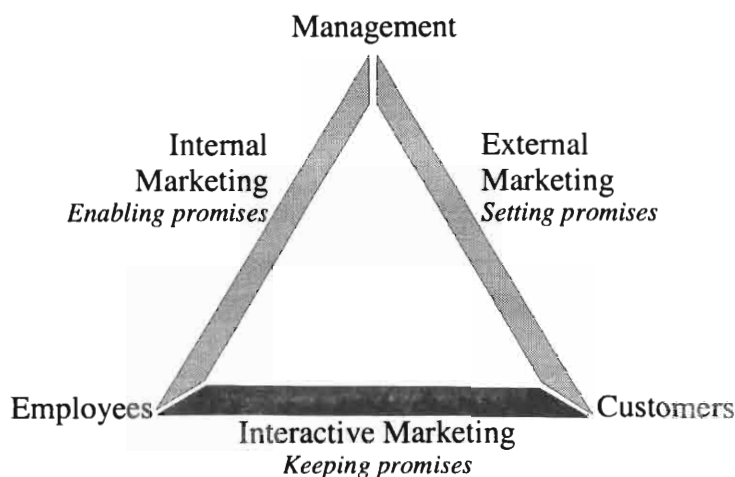 Management
Internal
Marketing
Enabling promises
External
Marketing
Setting promises
Employees
Customers
Interactive Marketing
Keeping promises